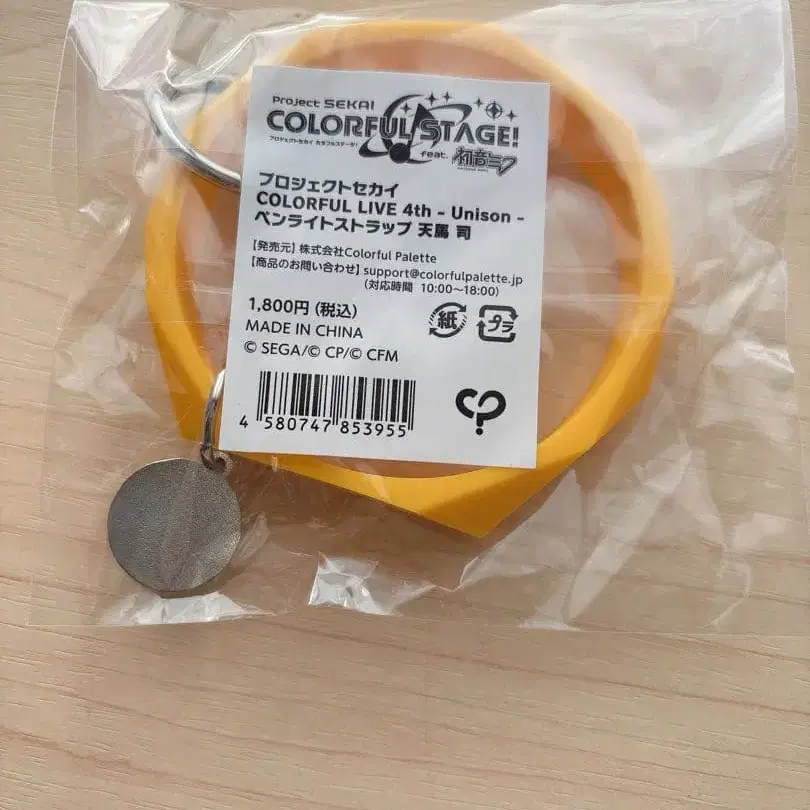 Project SEKAI
COLORFUL STAGE!
プロジェクトセカイ カラフルステージ!
feat. 初音ミク
プロジェクトセカイ
COLORFUL LIVE 4th - Unison -
ペンライトストラップ 天馬 司
【発売元】株式会社Colorful Palette
【商品のお問い合わせ】support@colorfulpalette.jp
(対応時間 10:00~18:00)
1,800円(税込)
MADE IN CHINA
© SEGA/© CP/© CFM
紙
プラ
4 580747 853955